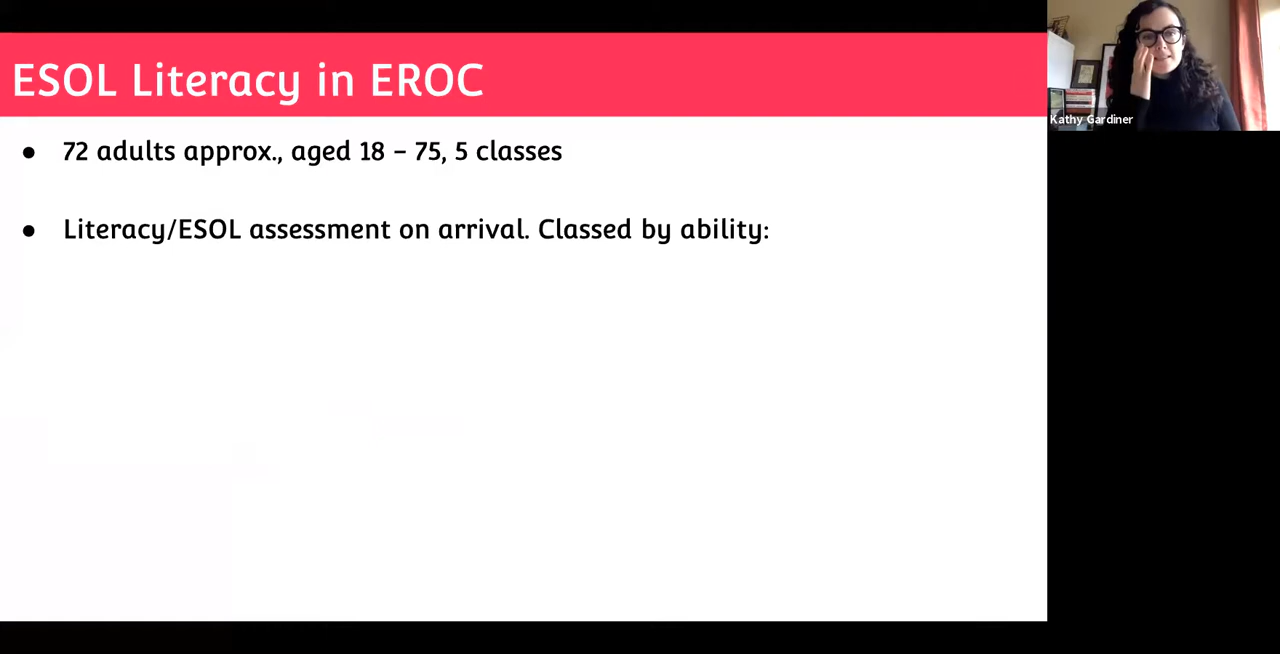 ESOL Literacy in EROC
● 72 adults approx., aged 18 – 75, 5 classes
● Literacy/ESOL assessment on arrival. Classed by ability:
Kathy Gardiner